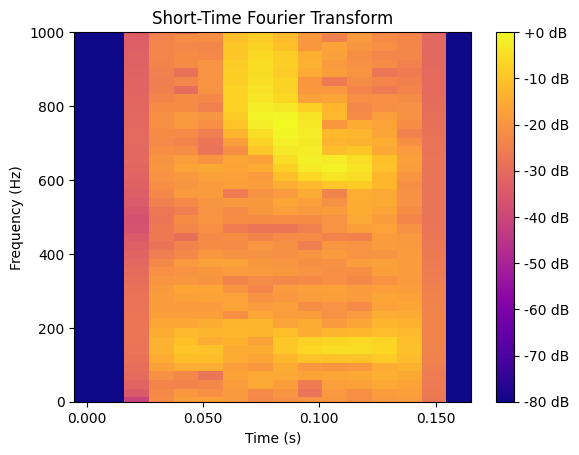 Short-Time Fourier Transform
Frequency (Hz)
1000
800
600
400
200
0
0.000
0.050
0.100
0.150
Time (s)
+0 dB
-10 dB
-20 dB
-30 dB
-40 dB
-50 dB
-60 dB
-70 dB
-80 dB